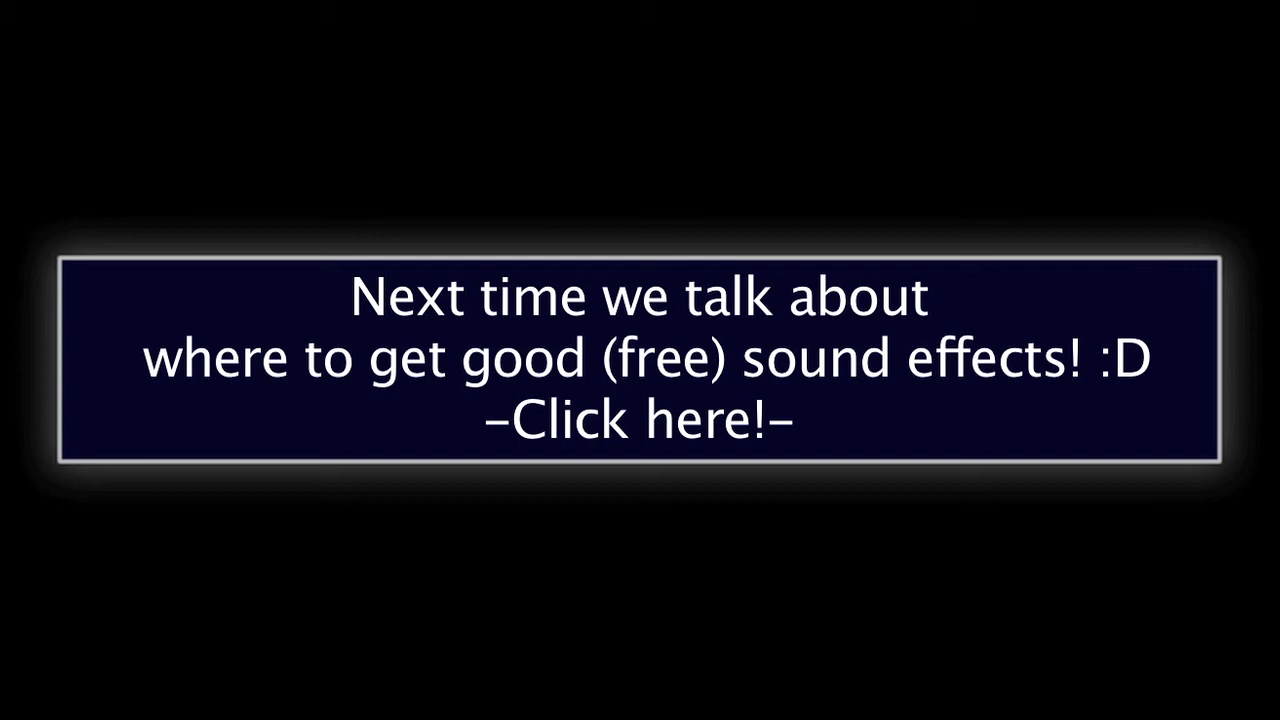 Next time we talk about
where to get good (free) sound effects! :D
-Click here!-